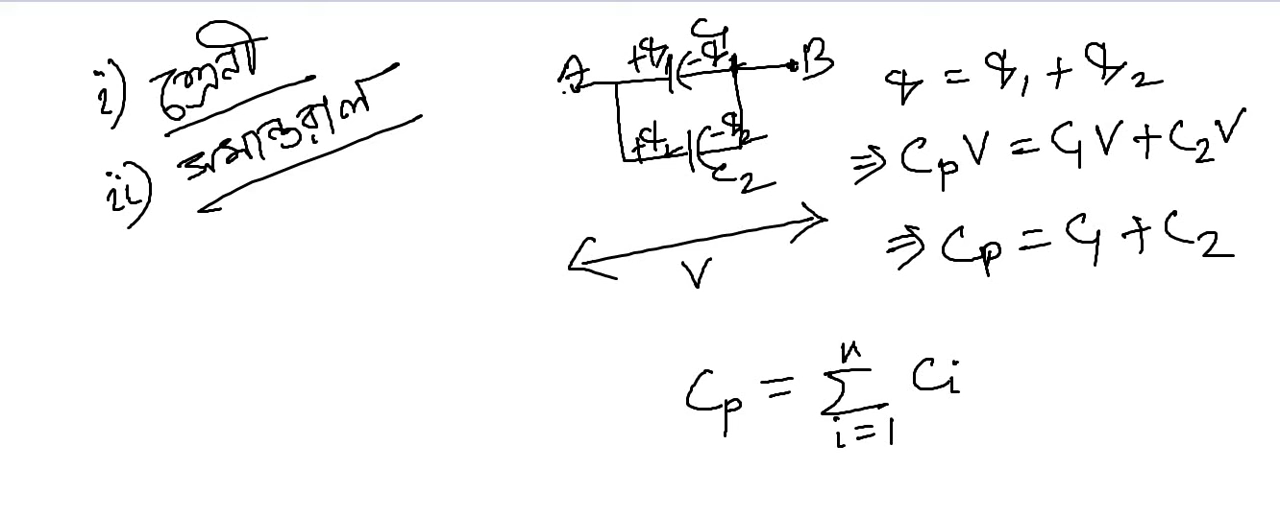 i) শ্রেনী
ii) সমান্তরাল
A +q₁ C₁ -q₁ B
+q₂ -q₂
C₂
V
q = q₁ + q₂
⇒ CₚV = C₁V + C₂V
⇒ Cₚ = C₁ + C₂
n
Cₚ = Σ Cᵢ
i=1